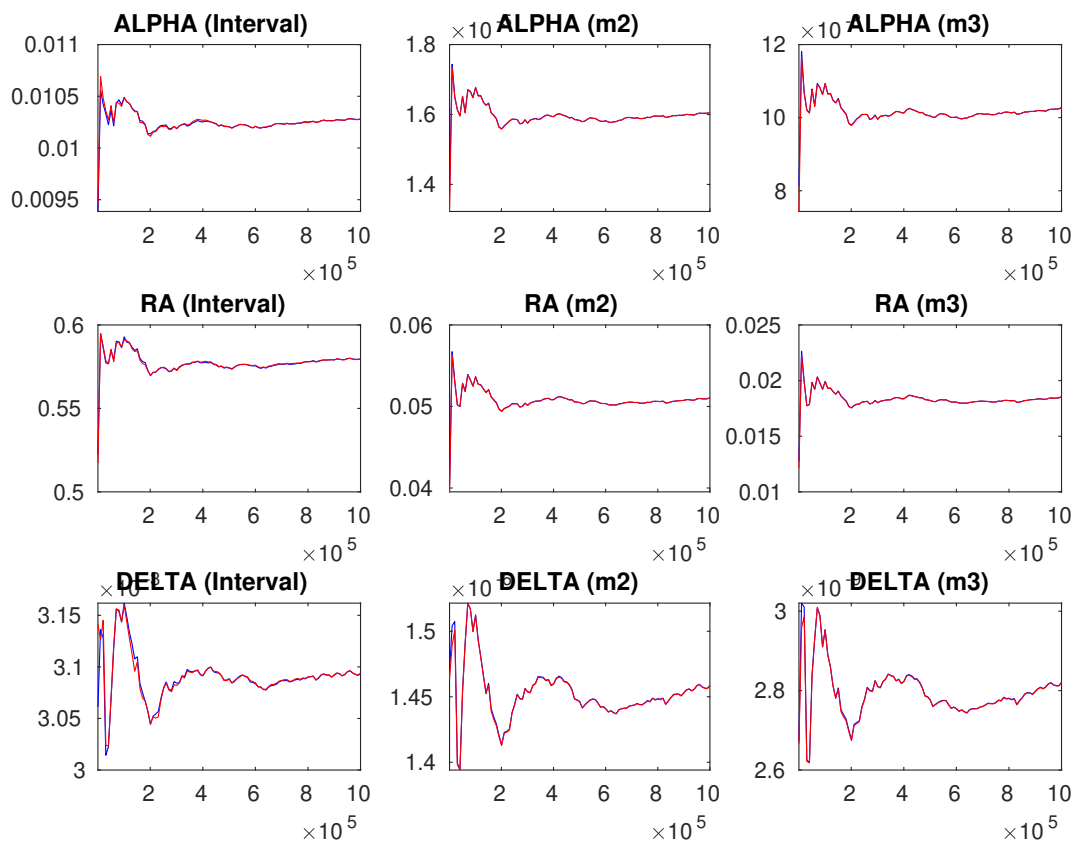 ALPHA (Interval)
0.011
0.0105
0.01
0.0095
2 4 6 8 10
×10 5
ALPHA (m2)
1.8
1.6
1.4
2 4 6 8 10
×10 5
ALPHA (m3)
12
10
8
2 4 6 8 10
×10 5
RA (Interval)
0.6
0.55
0.5
2 4 6 8 10
×10 5
RA (m2)
0.06
0.05
0.04
2 4 6 8 10
×10 5
RA (m3)
0.025
0.02
0.015
0.01
2 4 6 8 10
×10 5
DELTA (Interval)
3.15
3.1
3.05
3
2 4 6 8 10
×10 5
DELTA (m2)
1.5
1.45
1.4
2 4 6 8 10
×10 5
DELTA (m3)
3
2.8
2.6
2 4 6 8 10
×10 5